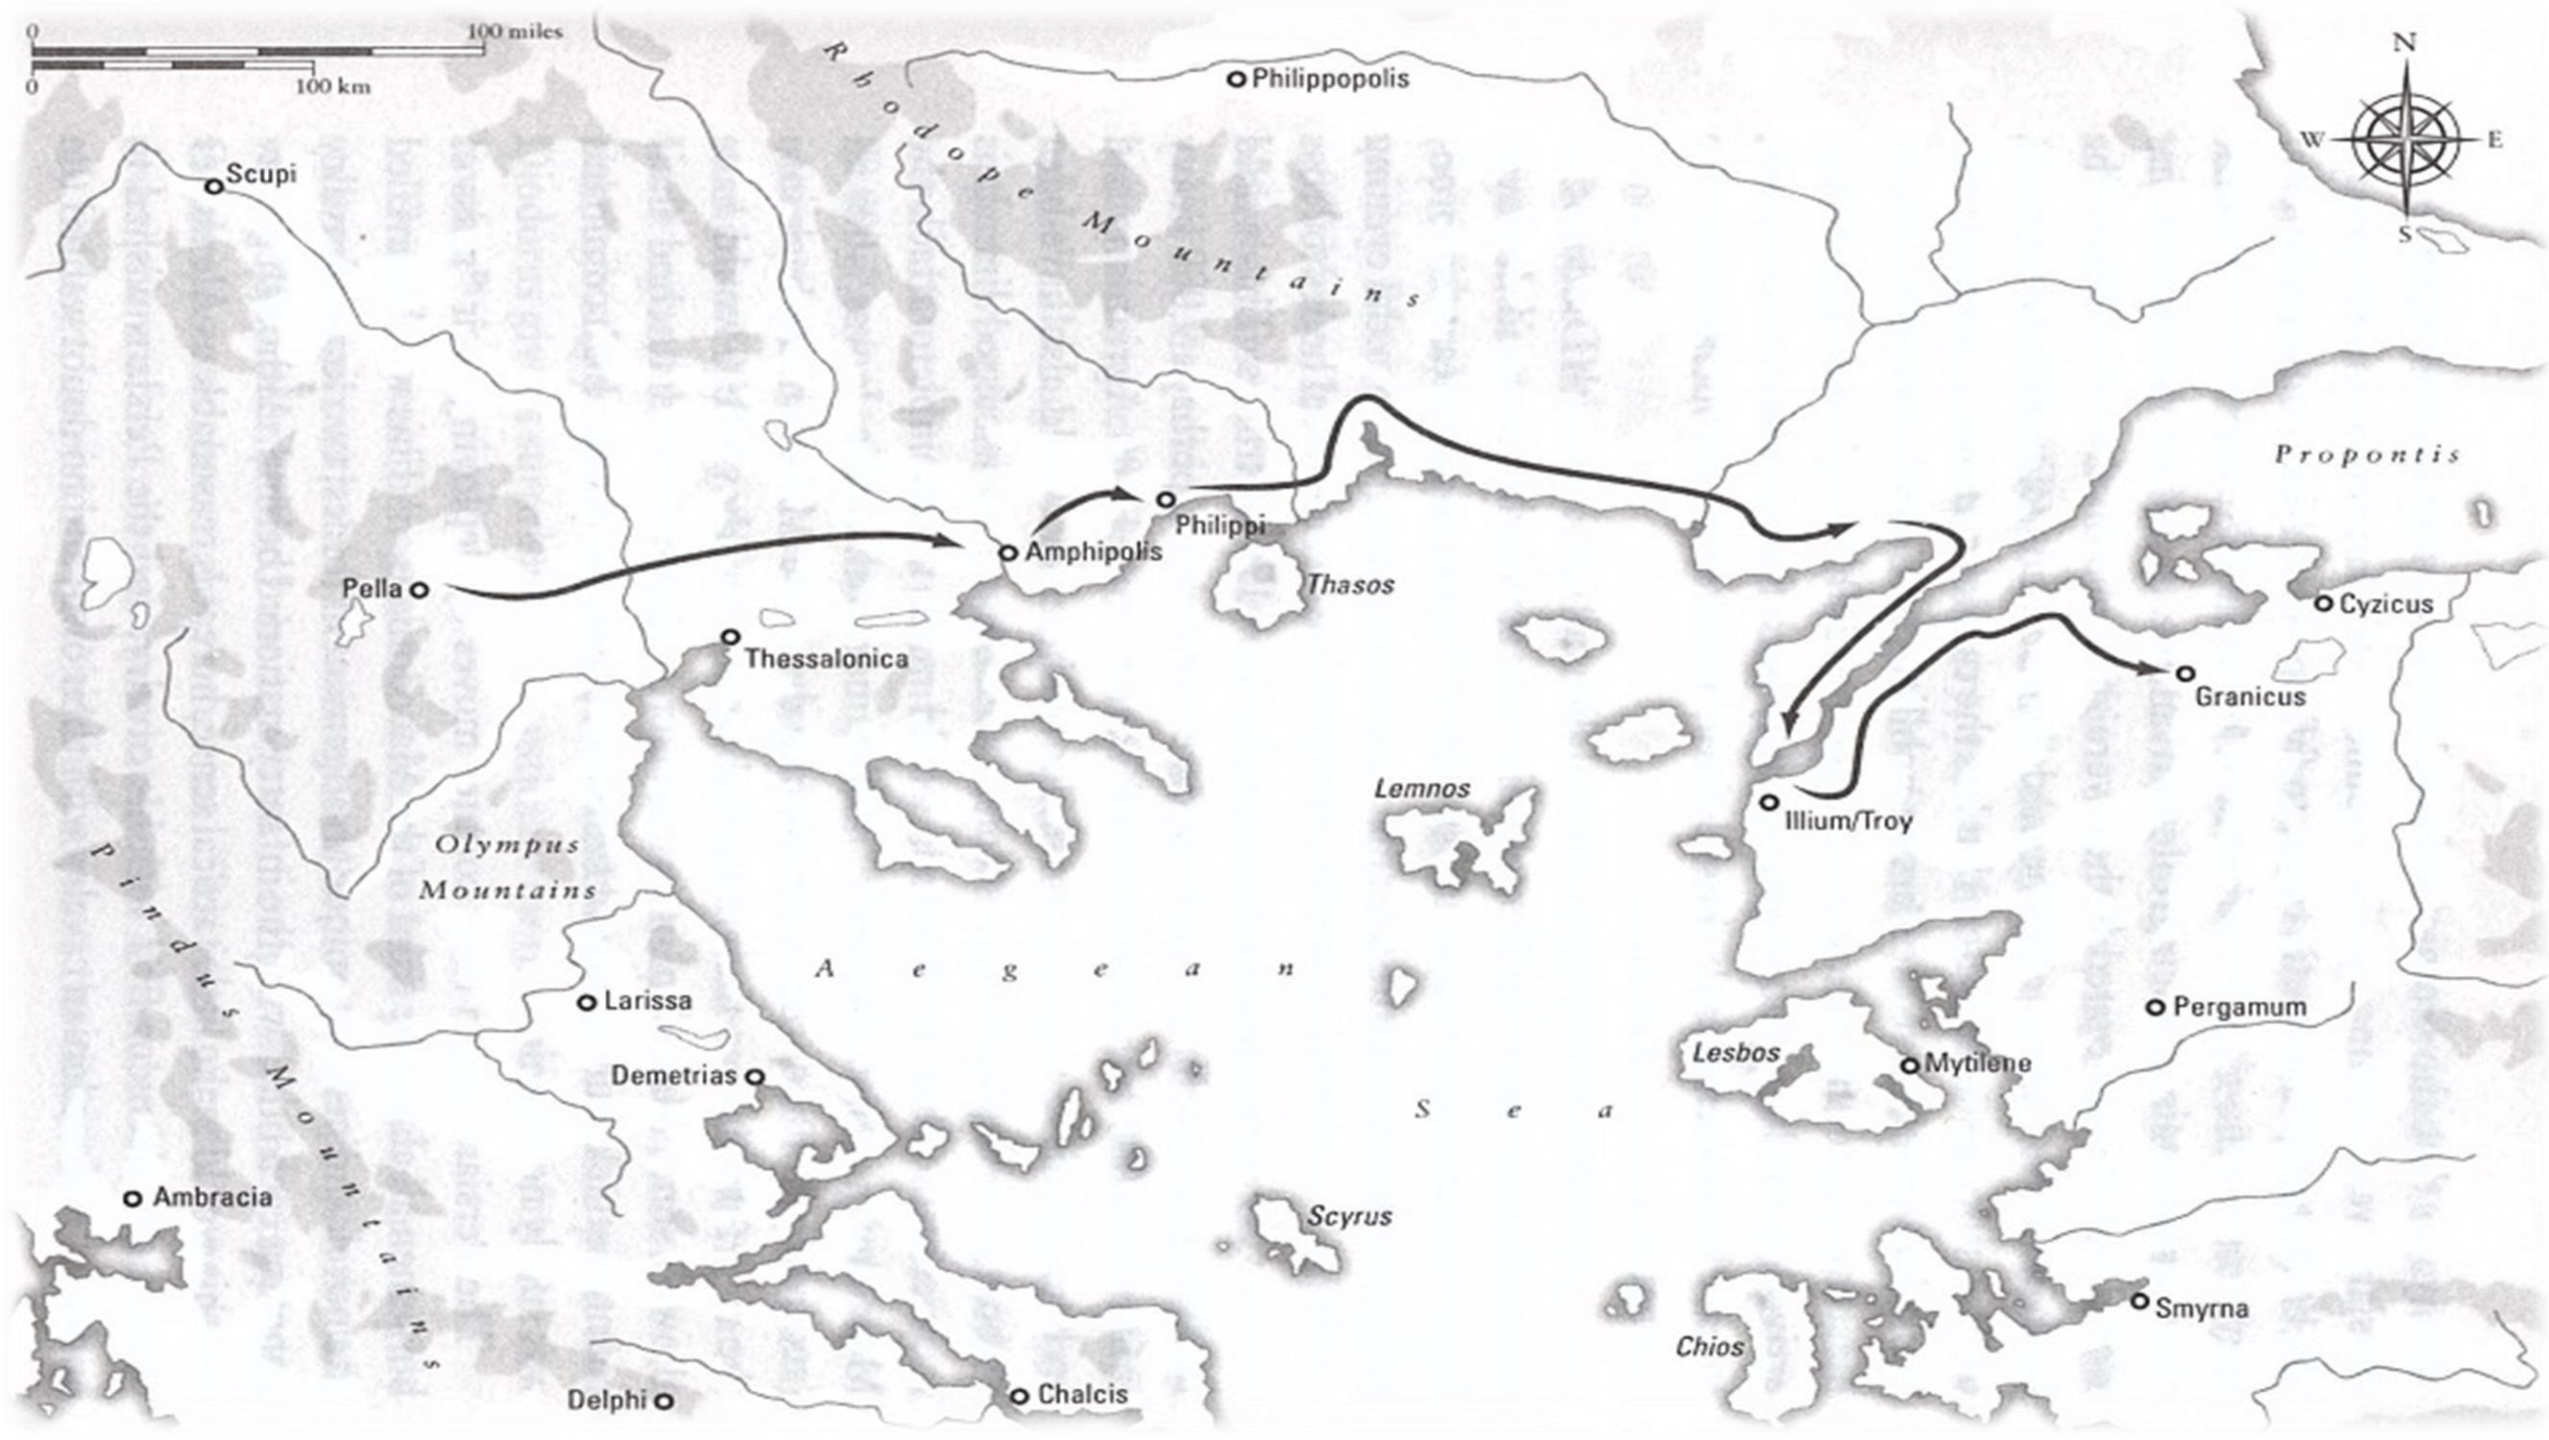 0 100 miles
0 100 km
N
W E
S
Rhodope Mountains
Philippopolis
Scupi
Propontis
Philippi
Amphipolis
Pella
Thasos
Cyzicus
Thessalonica
Granicus
Lemnos
Illium/Troy
Olympus
Mountains
Pindus Mountains
Aegean
Sea
Larissa
Pergamum
Lesbos
Mytilene
Demetrias
Ambracia
Scyrus
Smyrna
Chios
Delphi
Chalcis